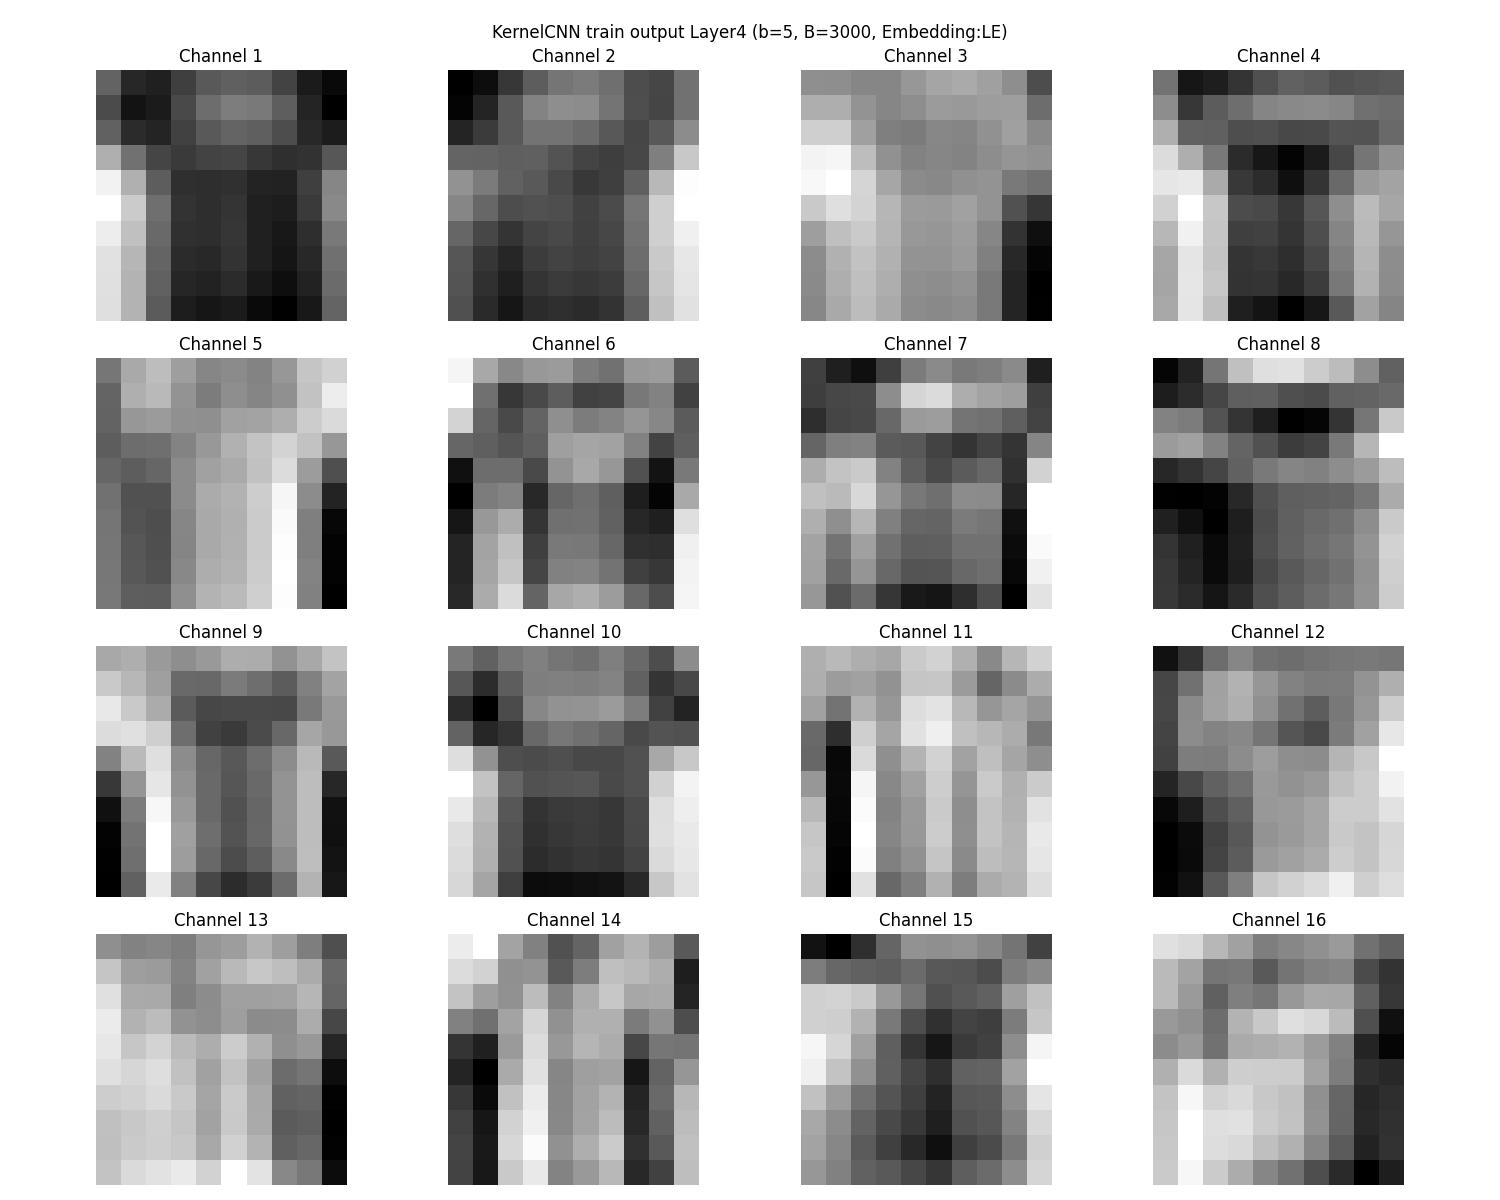 KernelCNN train output Layer4 (b=5, B=3000, Embedding:LE)
Channel 1
Channel 2
Channel 3
Channel 4
Channel 5
Channel 6
Channel 7
Channel 8
Channel 9
Channel 10
Channel 11
Channel 12
Channel 13
Channel 14
Channel 15
Channel 16